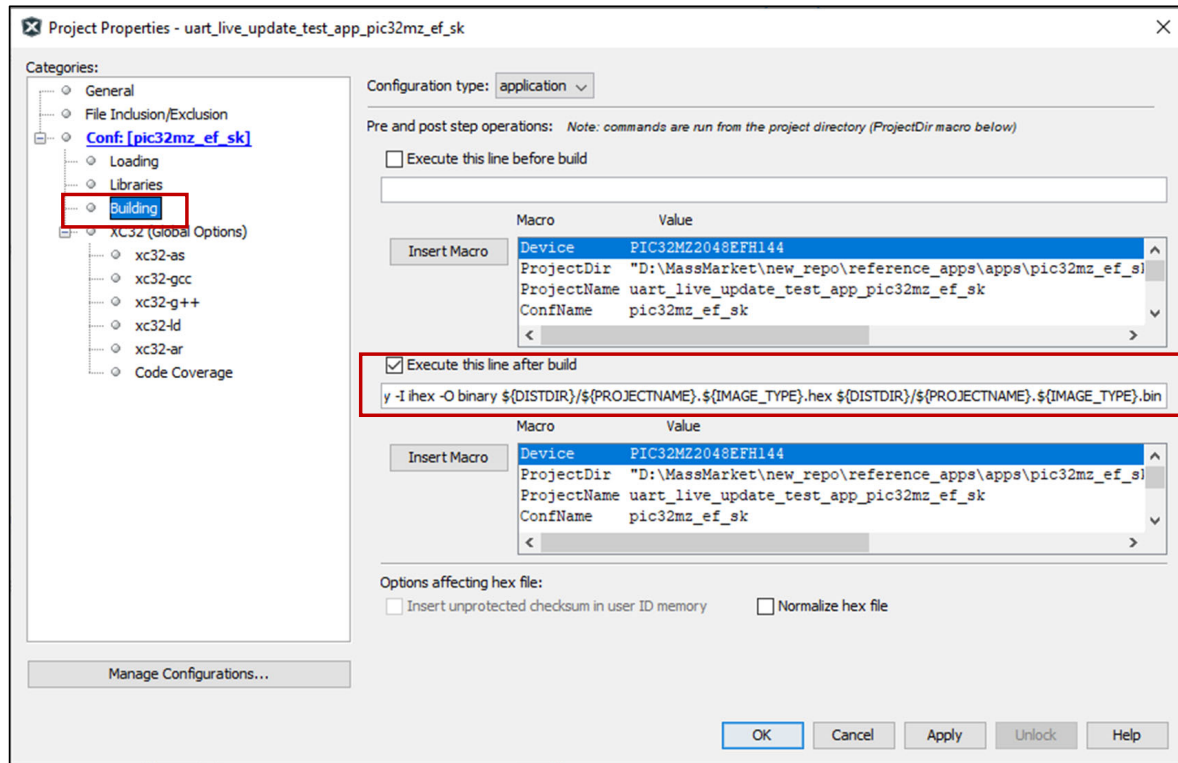 Project Properties - uart_live_update_test_app_pic32mz_ef_sk
Categories:
General
File Inclusion/Exclusion
Conf: [pic32mz_ef_sk]
Loading
Libraries
Building
XC32 (Global Options)
xc32-as
xc32-gcc
xc32-g++
xc32-ld
xc32-ar
Code Coverage
Manage Configurations...
Configuration type: application
Pre and post step operations: Note: commands are run from the project directory (ProjectDir macro below)
Execute this line before build
Macro Value
Insert Macro
Device PIC32MZ2048EFH144
ProjectDir "D:\MassMarket\new_repo\reference_apps\apps\pic32mz_ef_sl
ProjectName uart_live_update_test_app_pic32mz_ef_sk
ConfName pic32mz_ef_sk
Execute this line after build
y -I ihex -O binary ${DISTDIR}/${PROJECTNAME}.${IMAGE_TYPE}.hex ${DISTDIR}/${PROJECTNAME}.${IMAGE_TYPE}.bin
Macro Value
Insert Macro
Device PIC32MZ2048EFH144
ProjectDir "D:\MassMarket\new_repo\reference_apps\apps\pic32mz_ef_sl
ProjectName uart_live_update_test_app_pic32mz_ef_sk
ConfName pic32mz_ef_sk
Options affecting hex file:
Insert unprotected checksum in user ID memory Normalize hex file
OK Cancel Apply Unlock Help